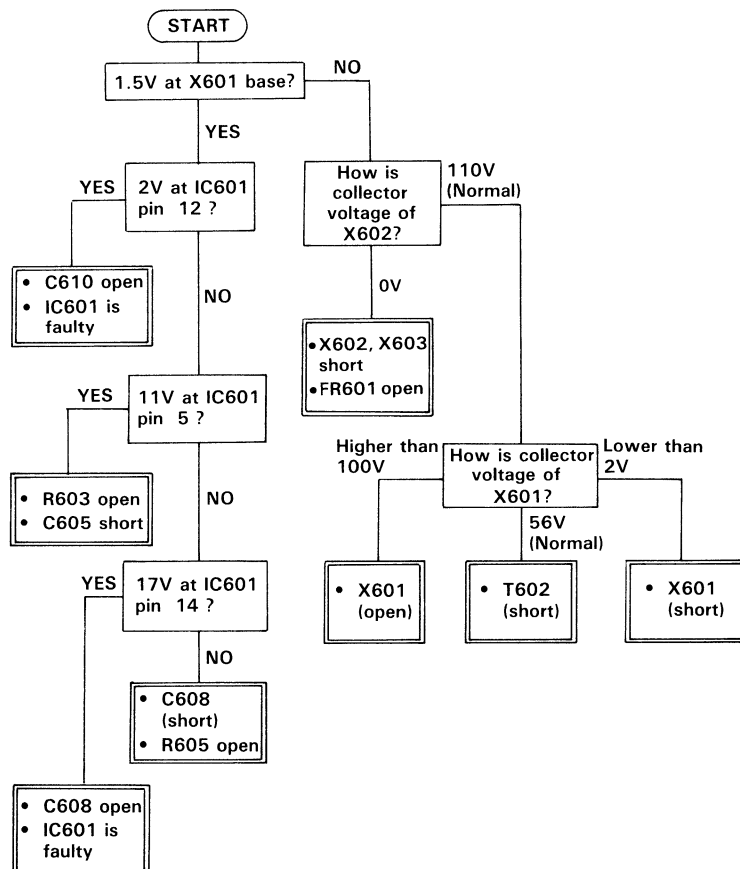 START
1.5V at X601 base?
NO
YES
YES
2V at IC601
pin 12 ?
How is
collector
voltage of
X602?
110V
(Normal)
• C610 open
• IC601 is
faulty
NO
0V
• X602, X603
short
• FR601 open
YES
11V at IC601
pin 5 ?
Higher than
100V
How is collector
voltage of
X601?
Lower than
2V
• R603 open
• C605 short
NO
56V
(Normal)
YES
17V at IC601
pin 14 ?
• X601
(open)
• T602
(short)
• X601
(short)
NO
• C608
(short)
• R605 open
• C608 open
• IC601 is
faulty